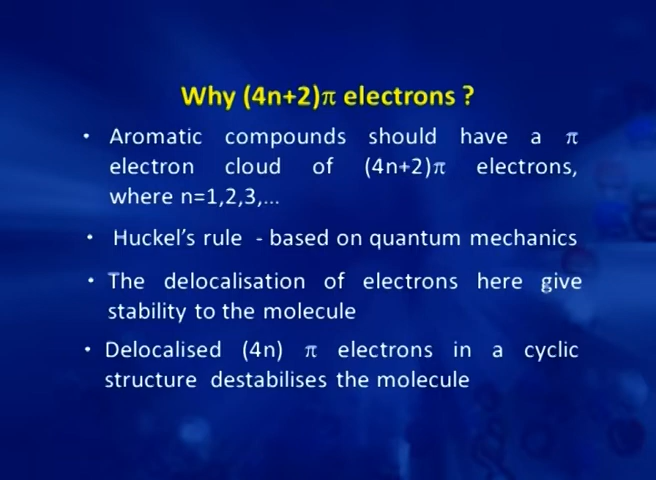 Why (4n+2)π electrons ?
• Aromatic compounds should have a π
electron cloud of (4n+2)π electrons,
where n=1,2,3,...
• Huckel's rule - based on quantum mechanics
• The delocalisation of electrons here give
stability to the molecule
• Delocalised (4n) π electrons in a cyclic
structure destabilises the molecule